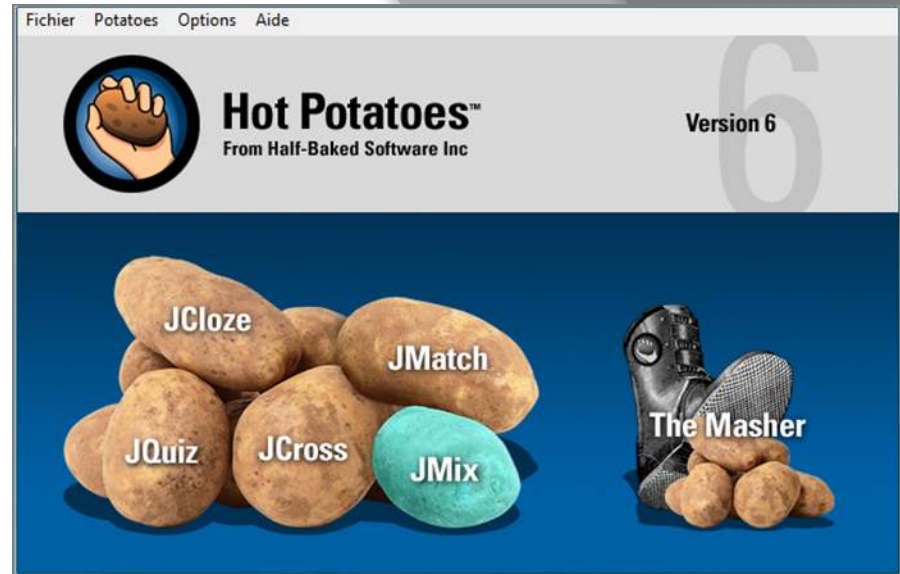 Fichier Potatoes Options Aide
6
Hot Potatoes™
From Half-Baked Software Inc
Version 6
JCloze
JMatch
JQuiz
JCross
JMix
The Masher